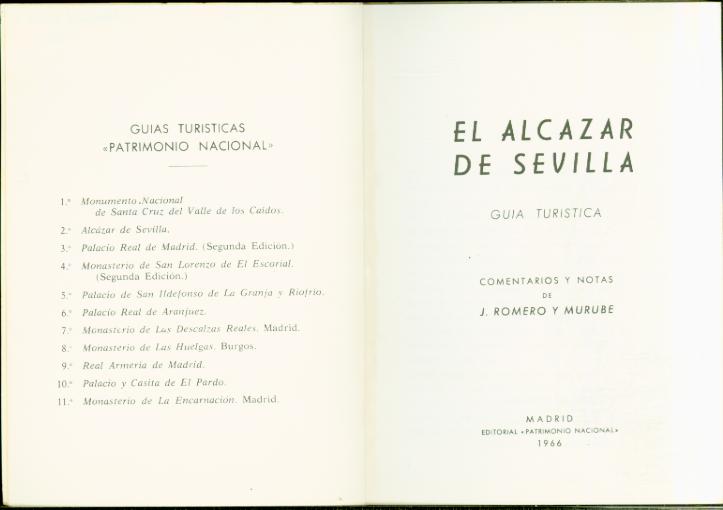 GUIAS TURISTICAS
«PATRIMONIO NACIONAL»
1.ª Monumento Nacional
de Santa Cruz del Valle de los Caídos.
2.ª Alcázar de Sevilla.
3.ª Palacio Real de Madrid. (Segunda Edición.)
4.ª Monasterio de San Lorenzo de El Escorial.
(Segunda Edición.)
5.ª Palacio de San Ildefonso de La Granja y Riofrío.
6.ª Palacio Real de Aranjuez.
7.ª Monasterio de Las Descalzas Reales. Madrid.
8.ª Monasterio de Las Huelgas. Burgos.
9.ª Real Armería de Madrid.
10.ª Palacio y Casita de El Pardo.
11.ª Monasterio de La Encarnación. Madrid.
EL ALCAZAR
DE SEVILLA
GUIA TURISTICA
COMENTARIOS Y NOTAS
DE
J. ROMERO Y MURUBE
MADRID
EDITORIAL «PATRIMONIO NACIONAL»
1966